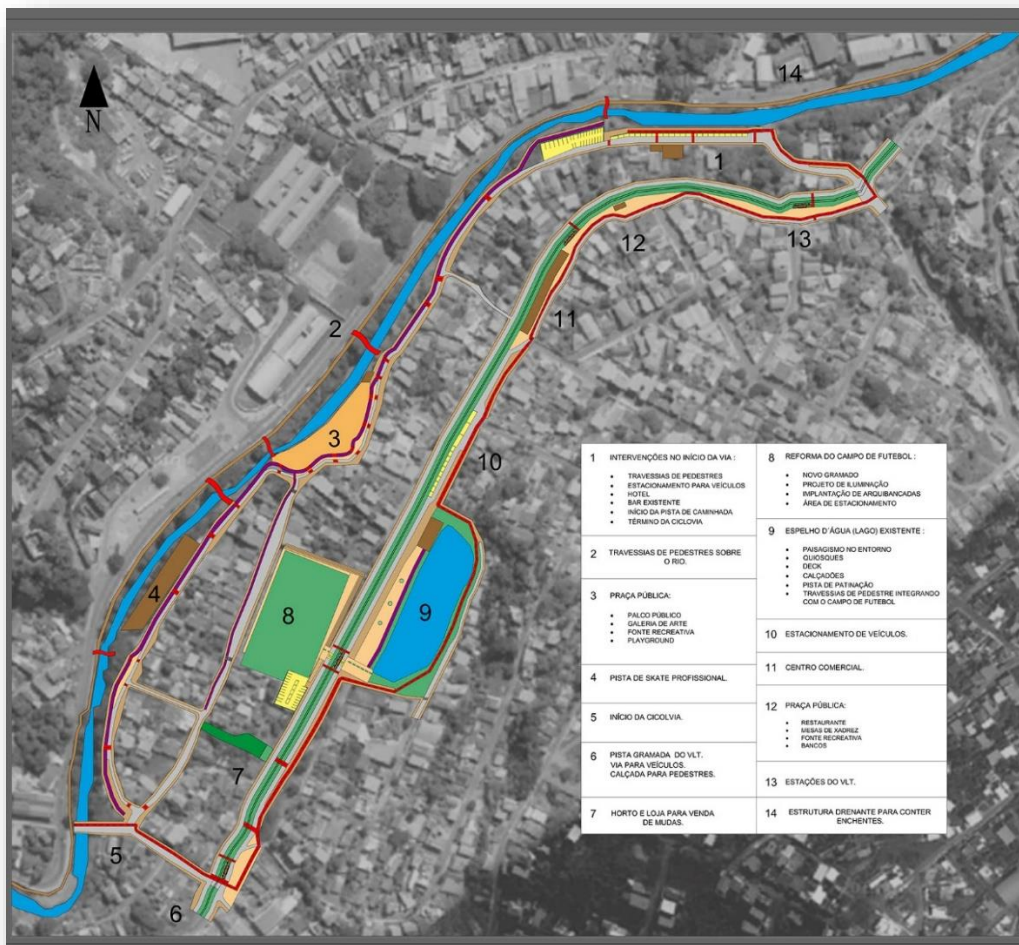 14
N
1
13
12
11
2
3
10
4
8
9
7
5
6
1 INTERVENÇÕES NO INÍCIO DA VIA :
• TRAVESSIAS DE PEDESTRES
• ESTACIONAMENTO PARA VEÍCULOS
• HOTEL
• BAR EXISTENTE
• INÍCIO DA PISTA DE CAMINHADA
• TÉRMINO DA CICLOVIA
2 TRAVESSIAS DE PEDESTRES SOBRE
O RIO.
3 PRAÇA PÚBLICA:
• PALCO PÚBLICO
• GALERIA DE ARTE
• FONTE RECREATIVA
• PLAYGROUND
4 PISTA DE SKATE PROFISSIONAL.
5 INÍCIO DA CICOLVIA.
6 PISTA GRAMADA DO VLT.
VIA PARA VEÍCULOS.
CALÇADA PARA PEDESTRES.
7 HORTO E LOJA PARA VENDA
DE MUDAS.
8 REFORMA DO CAMPO DE FUTEBOL :
• NOVO GRAMADO
• PROJETO DE ILUMINAÇÃO
• IMPLANTAÇÃO DE ARQUIBANCADAS
• ÁREA DE ESTACIONAMENTO
9 ESPELHO D'ÁGUA (LAGO) EXISTENTE :
• PAISAGISMO NO ENTORNO
• QUIOSQUES
• DECK
• CALÇADÕES
• PISTA DE PATINAÇÃO
• TRAVESSIAS DE PEDESTRE INTEGRANDO
COM O CAMPO DE FUTEBOL
10 ESTACIONAMENTO DE VEÍCULOS.
11 CENTRO COMERCIAL.
12 PRAÇA PÚBLICA:
• RESTAURANTE
• MESAS DE XADREZ
• FONTE RECREATIVA
• BANCOS
13 ESTAÇÕES DO VLT.
14 ESTRUTURA DRENANTE PARA CONTER
ENCHENTES.